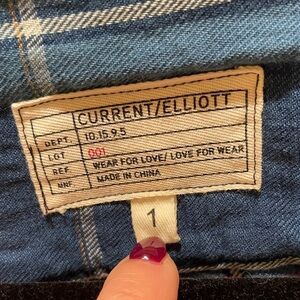 CURRENT/ELLIOTT
DEPT. 10.15.9.5
LOT 001
REF. WEAR FOR LOVE/ LOVE FOR WEAR
MNF. MADE IN CHINA
1